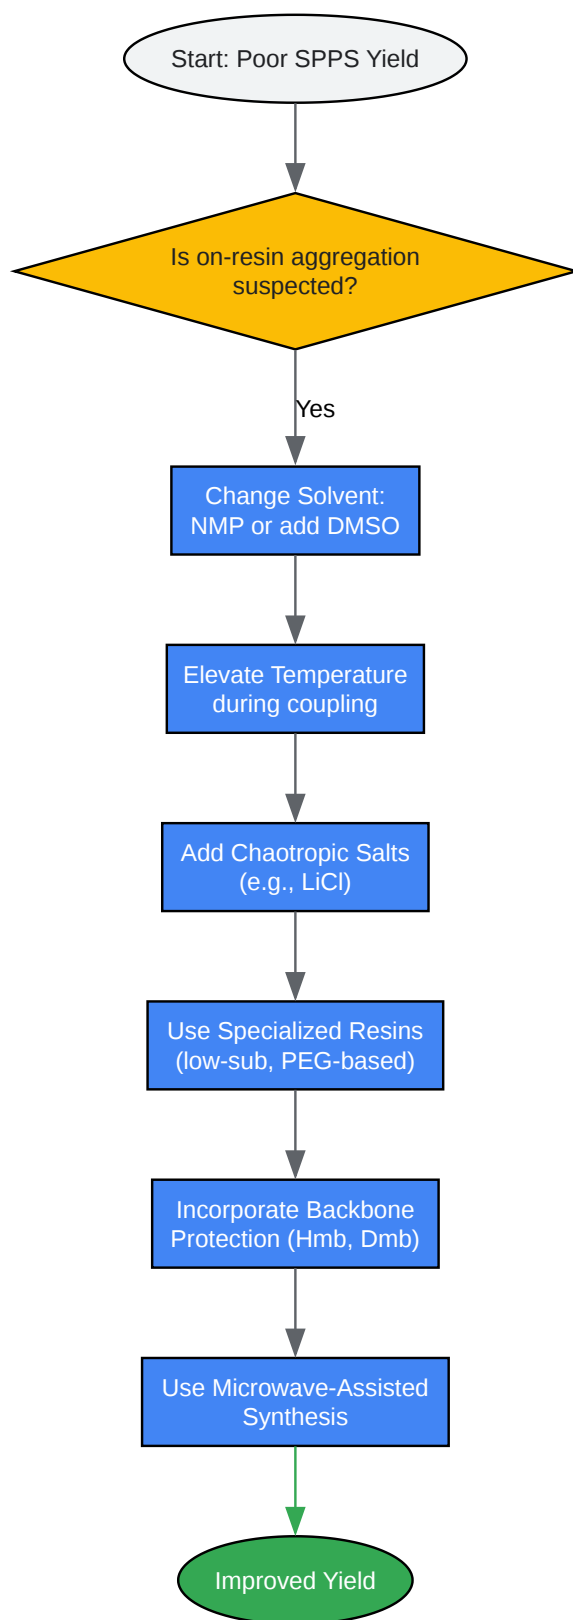 Start: Poor SPPS Yield
Is on-resin aggregation
suspected?
Yes
Change Solvent:
NMP or add DMSO
Elevate Temperature
during coupling
Add Chaotropic Salts
(e.g., LiCl)
Use Specialized Resins
(low-sub, PEG-based)
Incorporate Backbone
Protection (Hmb, Dmb)
Use Microwave-Assisted
Synthesis
Improved Yield